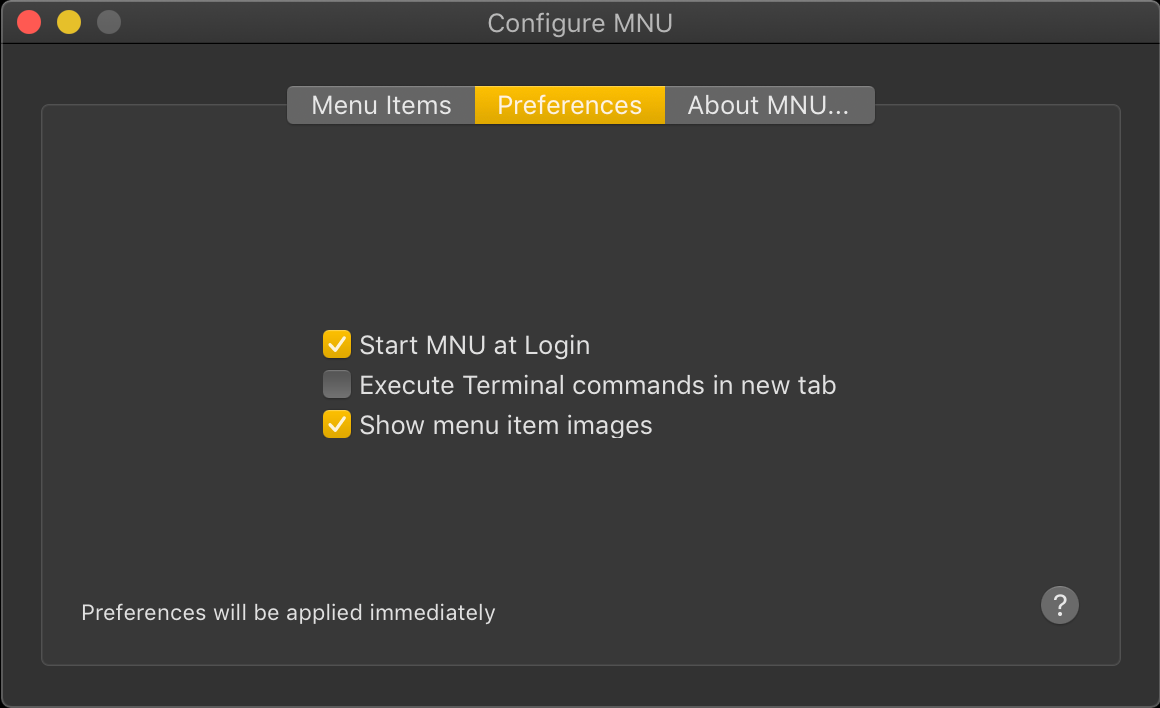 Configure MNU
Menu Items Preferences About MNU...
Start MNU at Login
Execute Terminal commands in new tab
Show menu item images
Preferences will be applied immediately ?